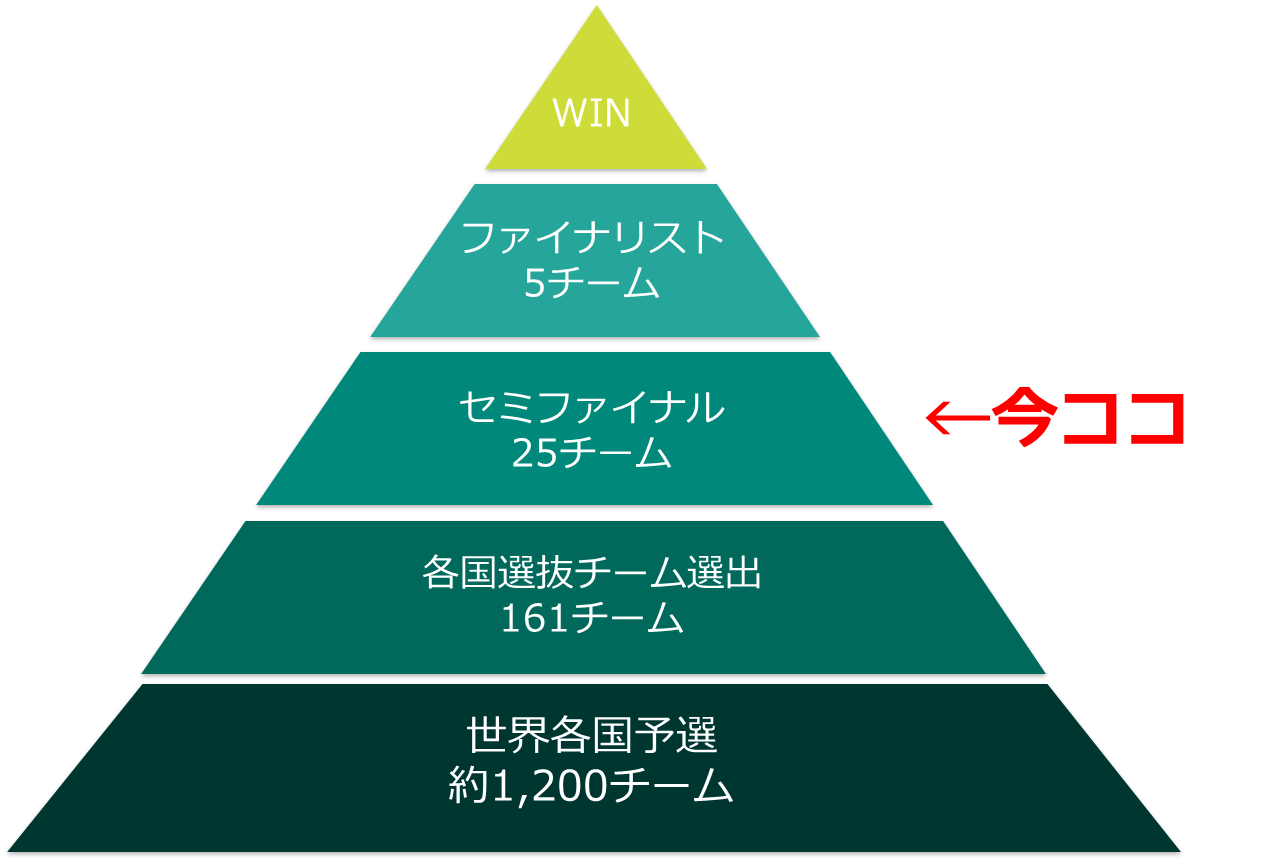 WIN
ファイナリスト
5チーム
セミファイナル
25チーム
←今ココ
各国選抜チーム選出
161チーム
世界各国予選
約1,200チーム